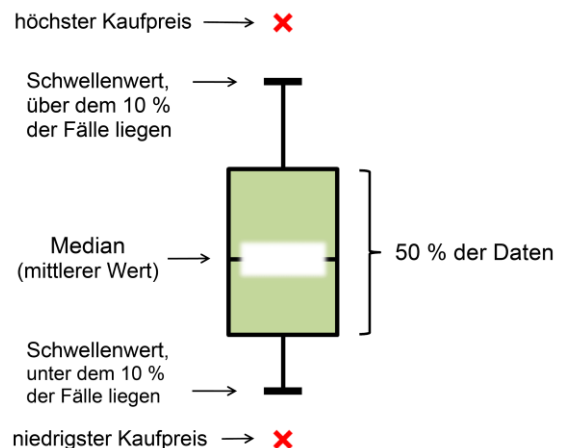 höchster Kaufpreis
Schwellenwert,
über dem 10 %
der Fälle liegen
Median
(mittlerer Wert)
50 % der Daten
Schwellenwert,
unter dem 10 %
der Fälle liegen
niedrigster Kaufpreis